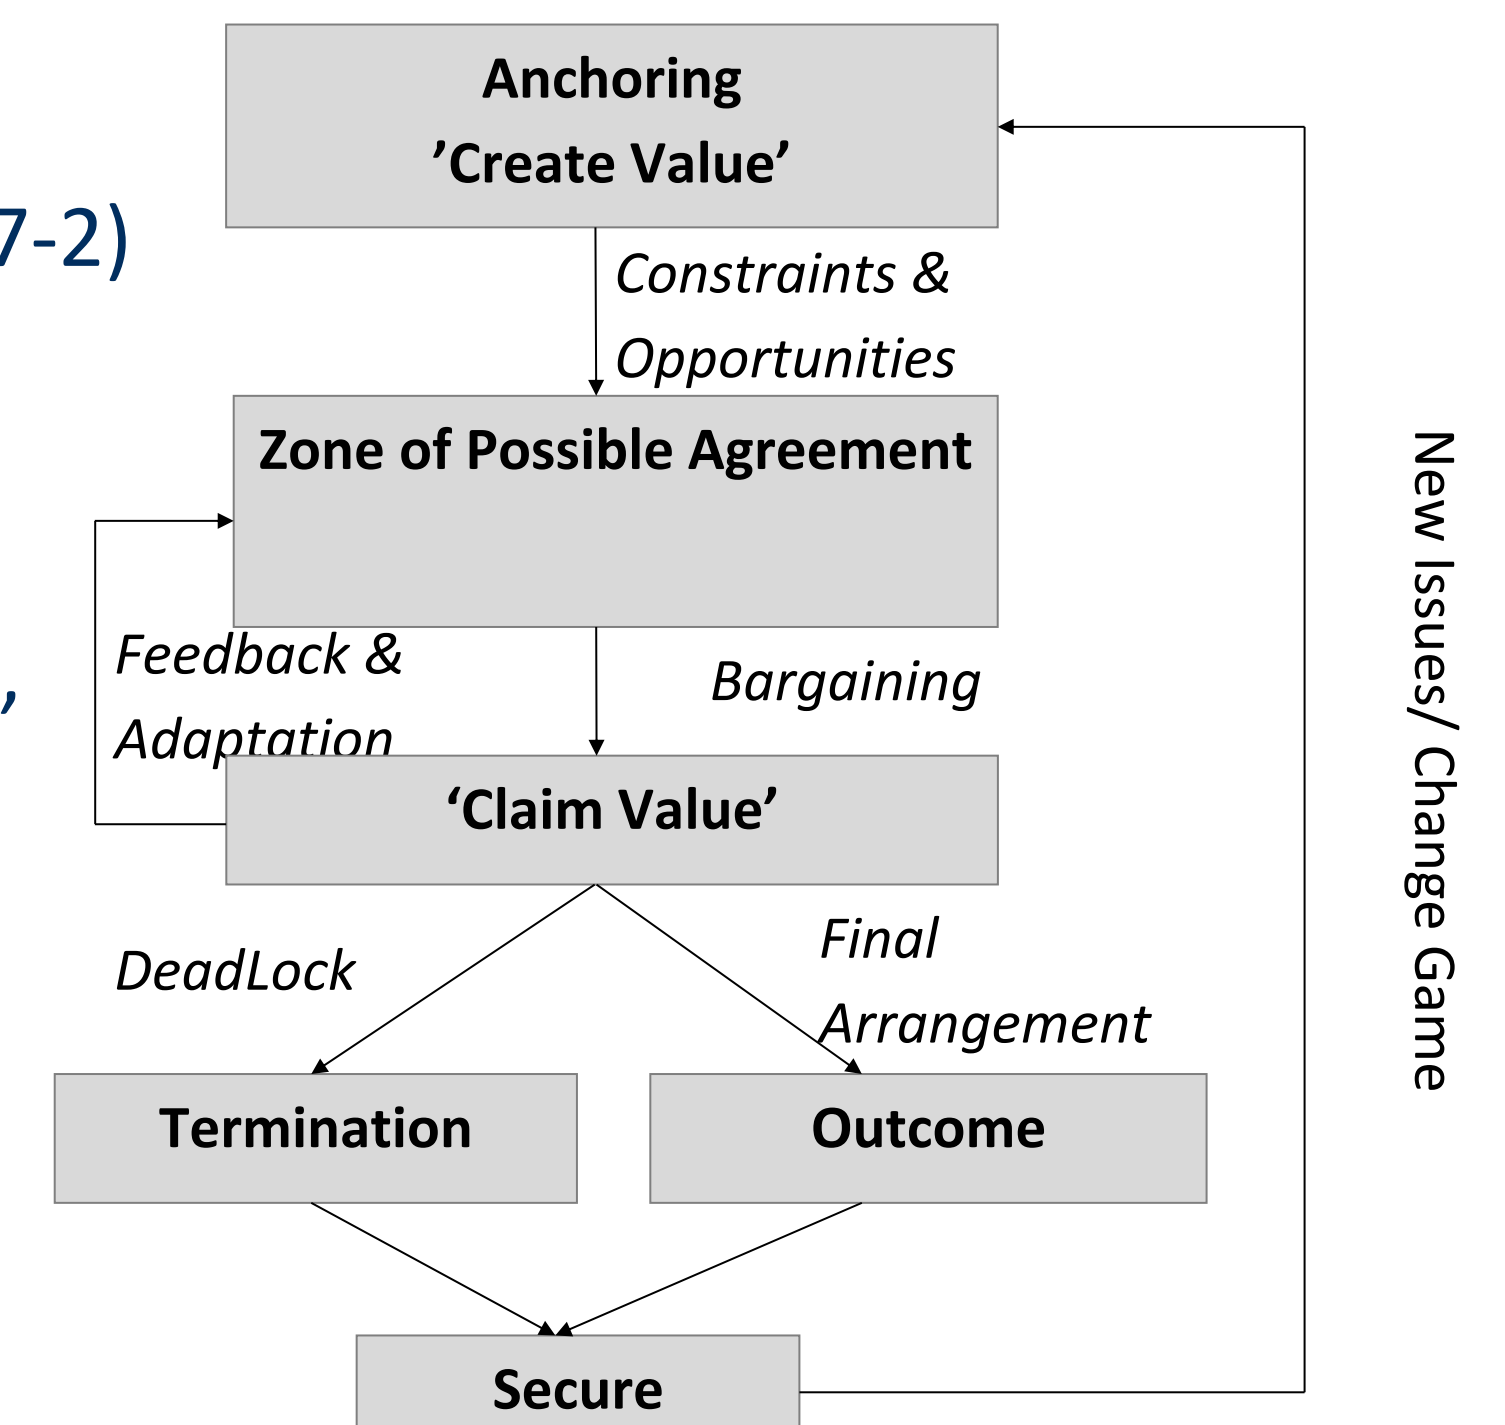 Anchoring
’Create Value’
7-2)
Constraints &
Opportunities
Zone of Possible Agreement
Feedback &
Adaptation
Bargaining
,
‘Claim Value’
DeadLock
Final
Arrangement
Termination
Outcome
Secure
New Issues/ Change Game